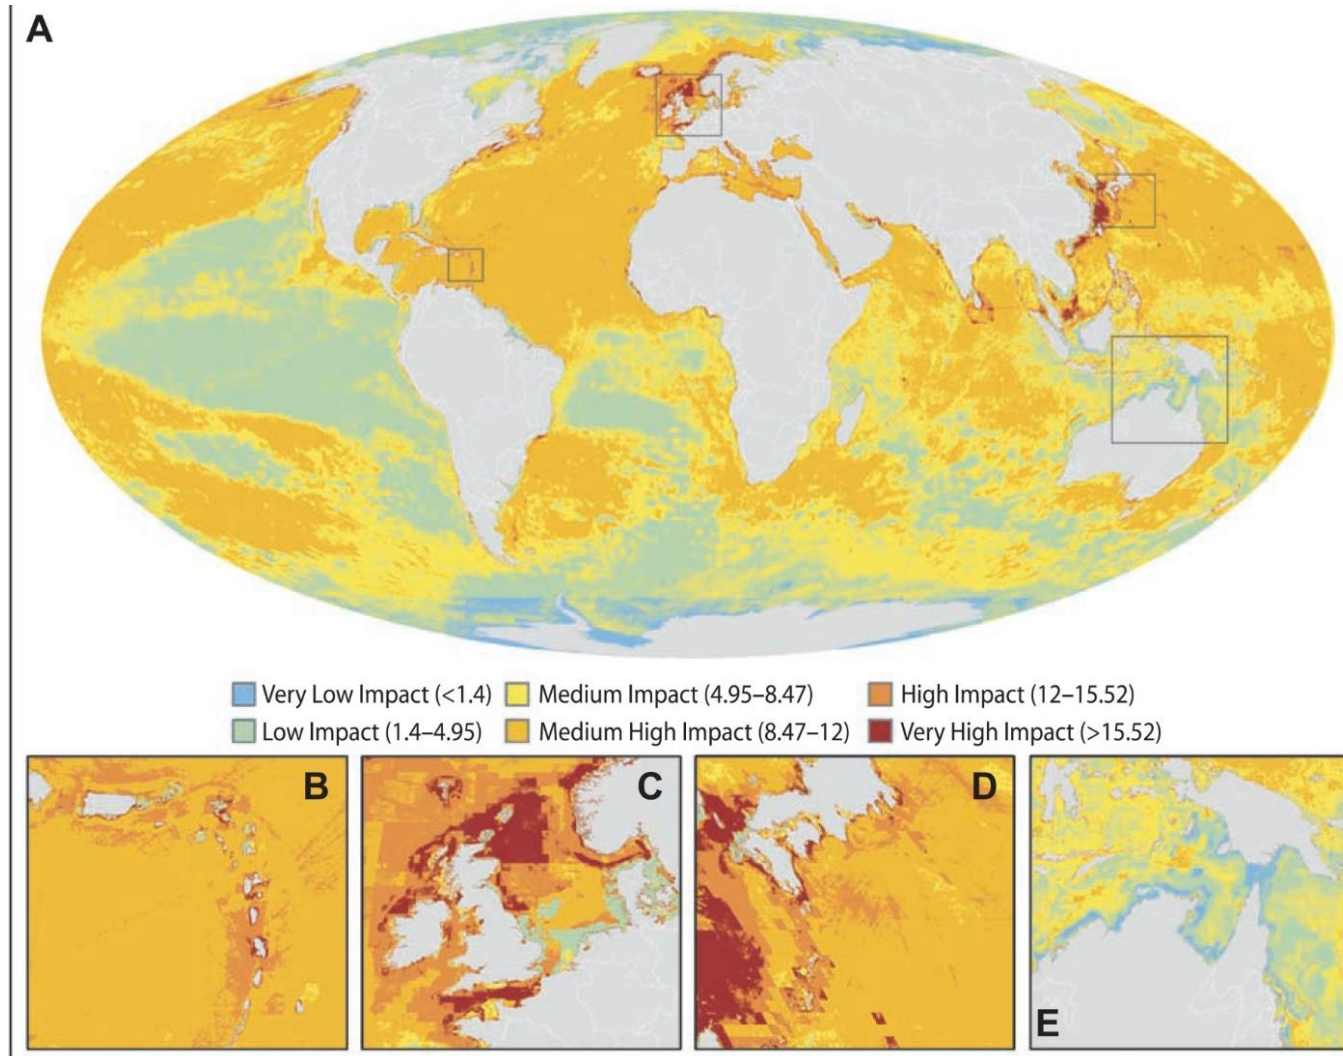 A
Very Low Impact (<1.4)
Medium Impact (4.95–8.47)
High Impact (12–15.52)
Low Impact (1.4–4.95)
Medium High Impact (8.47–12)
Very High Impact (>15.52)
B
C
D
E